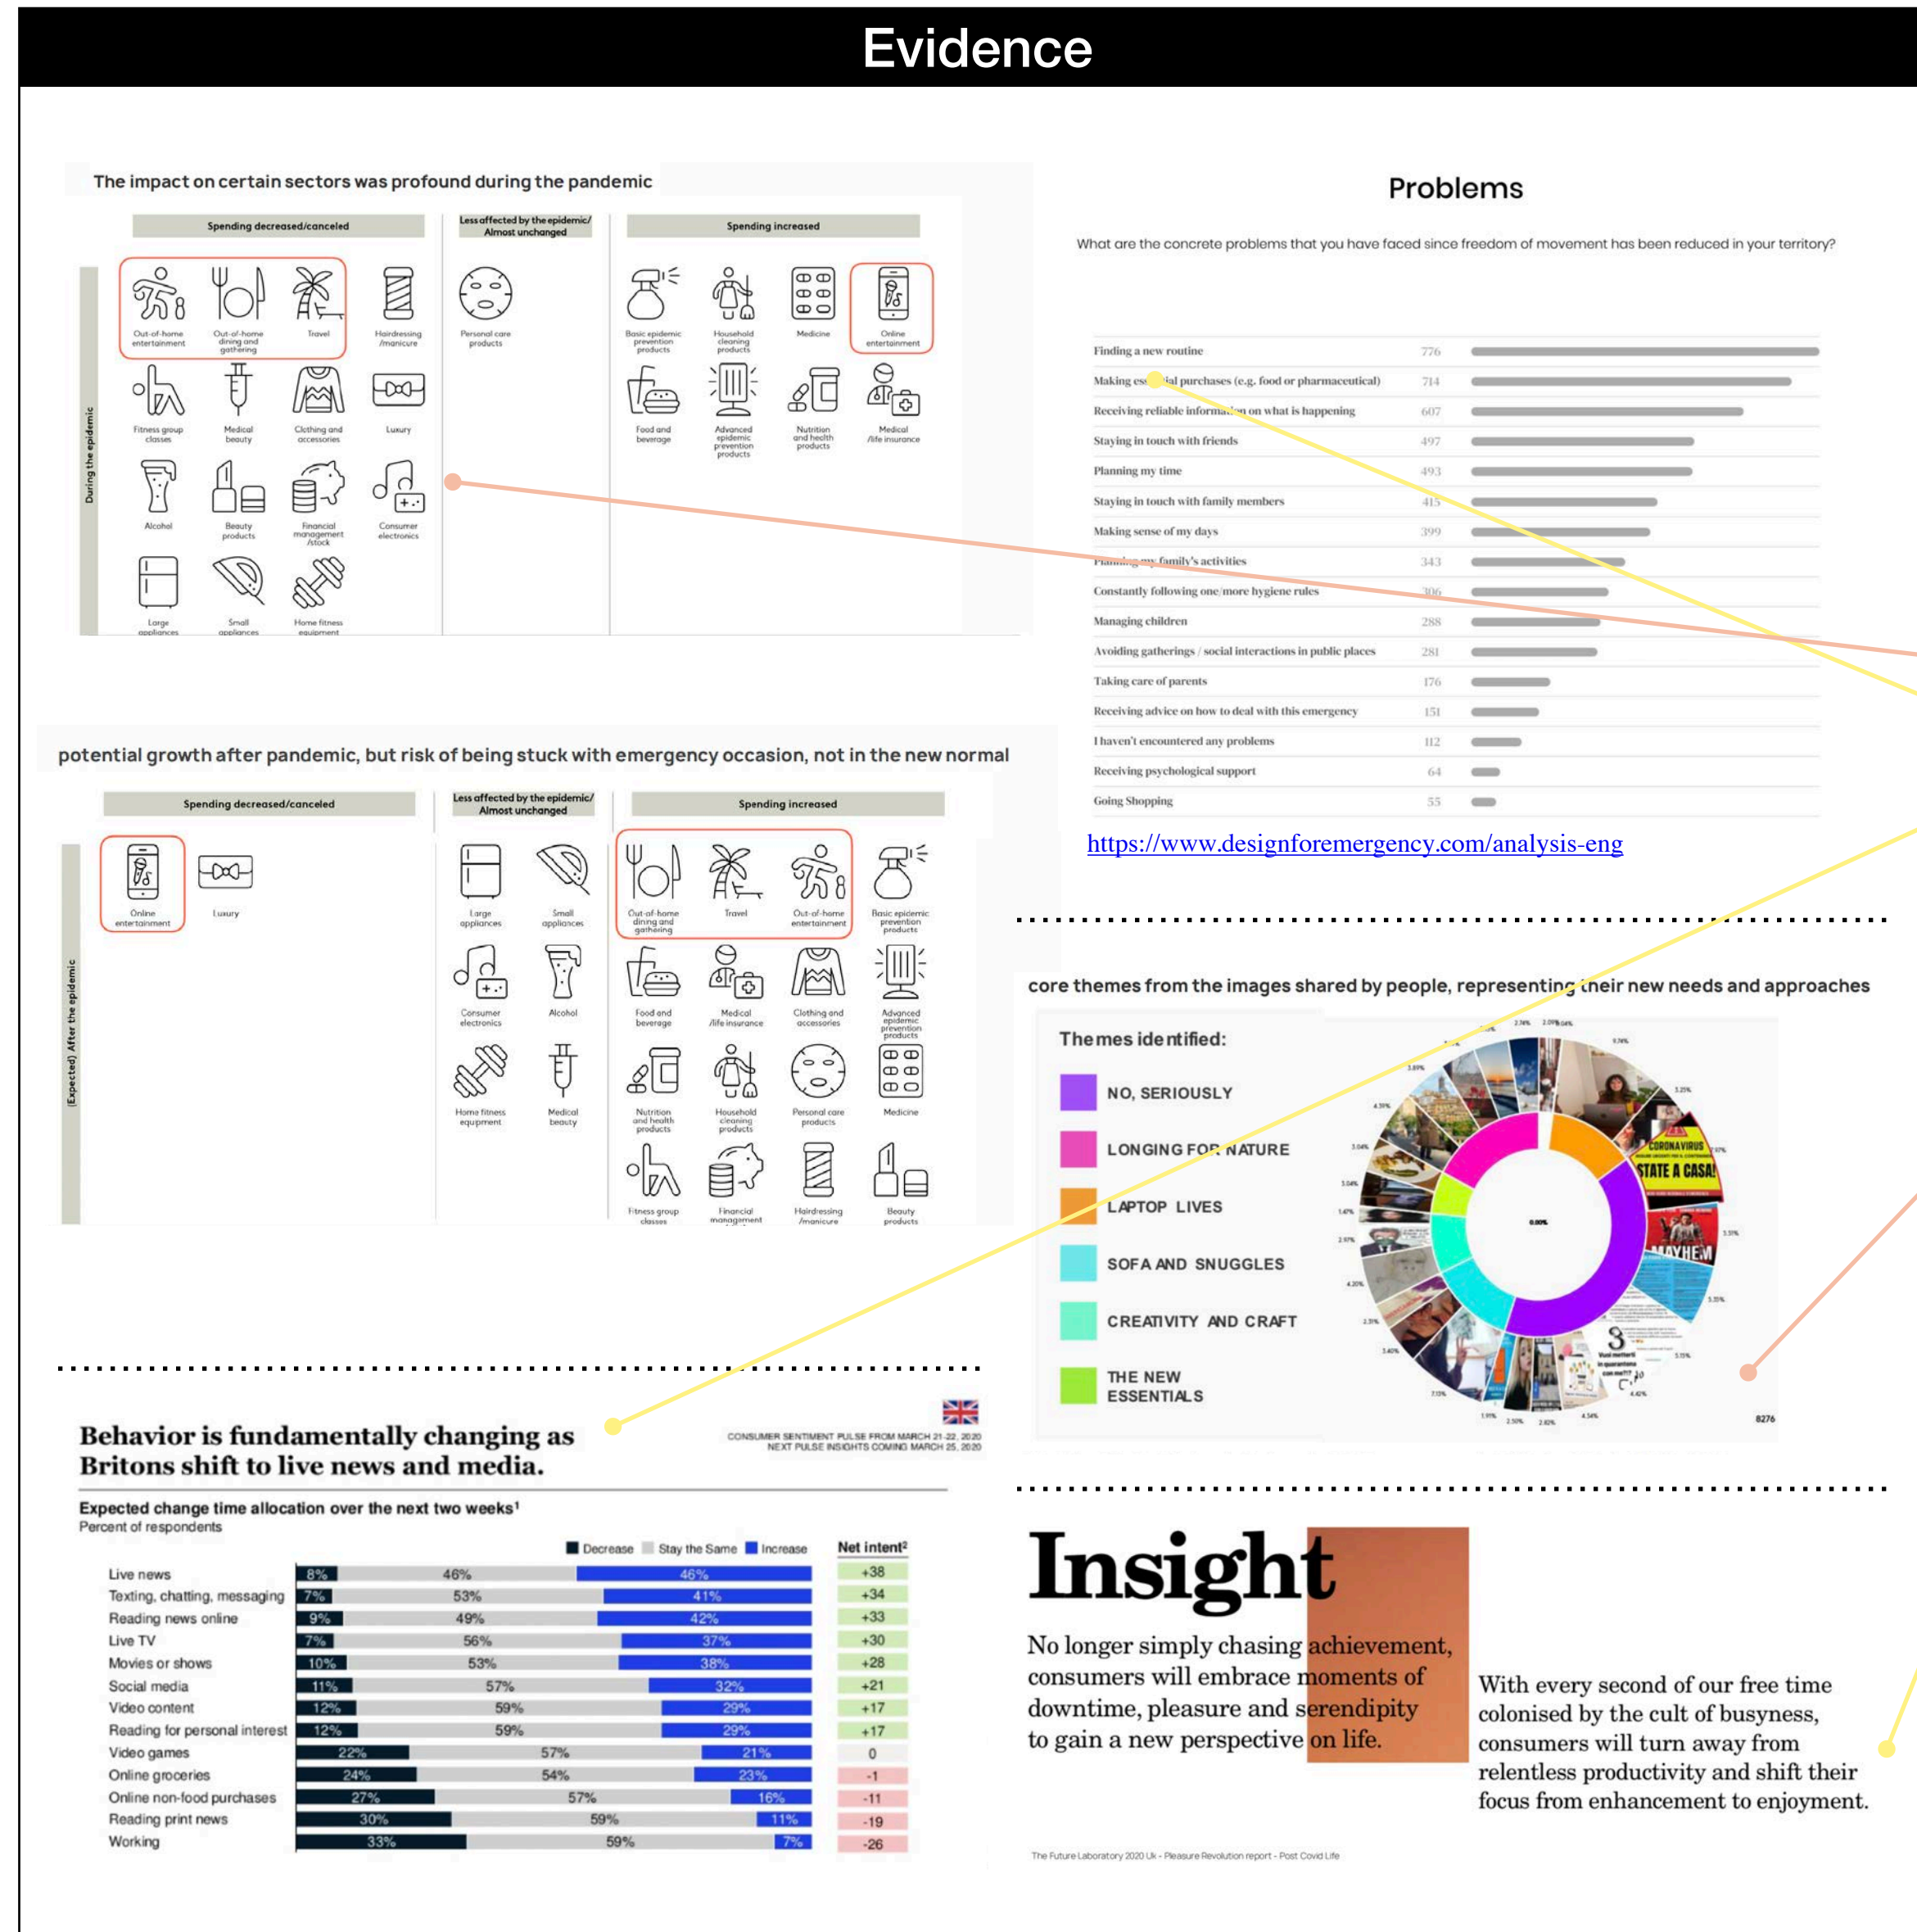 Evidence
The impact on certain sectors was profound during the pandemic
Spending decreased/canceled
Less affected by the epidemic/
Almost unchanged
Spending increased
During the epidemic
Out-of-home
entertainment
Out-of-home
dining and
gathering
Travel
Hairdressing
/manicure
Personal care
products
Basic epidemic
prevention
products
Household
cleaning
products
Medicine
Online
entertainment
Fitness group
classes
Medical
beauty
Clothing and
accessories
Luxury
Food and
beverage
Advanced
epidemic
prevention
products
Nutrition
and health
products
Medical
/life insurance
Alcohol
Beauty
products
Financial
management
/stock
Consumer
electronics
Large
appliances
Small
appliances
Home fitness
equipment
potential growth after pandemic, but risk of being stuck with emergency occasion, not in the new normal
Spending decreased/canceled
Less affected by the epidemic/
Almost unchanged
Spending increased
(Expected) After the epidemic
Online
entertainment
Luxury
Large
appliances
Small
appliances
Out-of-home
dining and
gathering
Travel
Out-of-home
entertainment
Basic epidemic
prevention
products
Consumer
electronics
Alcohol
Food and
beverage
Medical
/life insurance
Clothing and
accessories
Advanced
epidemic
prevention
products
Home fitness
equipment
Medical
beauty
Nutrition
and health
products
Household
cleaning
products
Personal care
products
Medicine
Fitness group
classes
Financial
management
Hairdressing
/manicure
Beauty
products
Behavior is fundamentally changing as
Britons shift to live news and media.
CONSUMER SENTIMENT PULSE FROM MARCH 21-22, 2020
NEXT PULSE INSIGHTS COMING MARCH 25, 2020
Expected change time allocation over the next two weeks¹
Percent of respondents
Decrease Stay the Same Increase Net intent²
Live news 8% 46% 46% +38
Texting, chatting, messaging 7% 53% 41% +34
Reading news online 9% 49% 42% +33
Live TV 7% 56% 37% +30
Movies or shows 10% 53% 38% +28
Social media 11% 57% 32% +21
Video content 12% 59% 29% +17
Reading for personal interest 12% 59% 29% +17
Video games 22% 57% 21% 0
Online groceries 24% 54% 23% -1
Online non-food purchases 27% 57% 16% -11
Reading print news 30% 59% 11% -19
Working 33% 59% 7% -26
Problems
What are the concrete problems that you have faced since freedom of movement has been reduced in your territory?
Finding a new routine 776
Making essential purchases (e.g. food or pharmaceutical) 714
Receiving reliable information on what is happening 607
Staying in touch with friends 497
Planning my time 493
Staying in touch with family members 415
Making sense of my days 399
Planning my family's activities 343
Constantly following one/more hygiene rules 306
Managing children 288
Avoiding gatherings / social interactions in public places 281
Taking care of parents 176
Receiving advice on how to deal with this emergency 151
I haven't encountered any problems 112
Receiving psychological support 64
Going Shopping 55
https://www.designforemergency.com/analysis-eng
core themes from the images shared by people, representing their new needs and approaches
Themes identified:
NO, SERIOUSLY
LONGING FOR NATURE
LAPTOP LIVES
SOFA AND SNUGGLES
CREATIVITY AND CRAFT
THE NEW
ESSENTIALS
CORONAVIRUS
STATE A CASA!
MAYHEM
0.00%
8276
Insight
No longer simply chasing achievement,
consumers will embrace moments of
downtime, pleasure and serendipity
to gain a new perspective on life.
With every second of our free time
colonised by the cult of busyness,
consumers will turn away from
relentless productivity and shift their
focus from enhancement to enjoyment.
The Future Laboratory 2020 Uk - Pleasure Revolution report - Post Covid Life